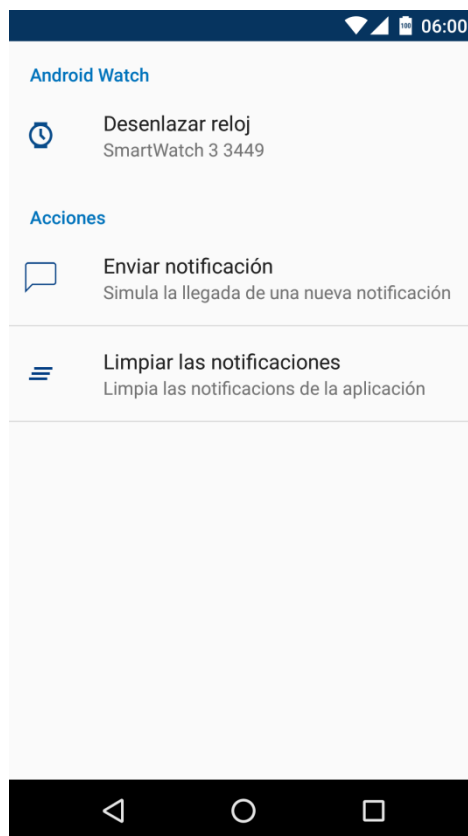 100 06:00
Android Watch
Desenlazar reloj
SmartWatch 3 3449
Acciones
Enviar notificación
Simula la llegada de una nueva notificación
Limpiar las notificaciones
Limpia las notificacions de la aplicación